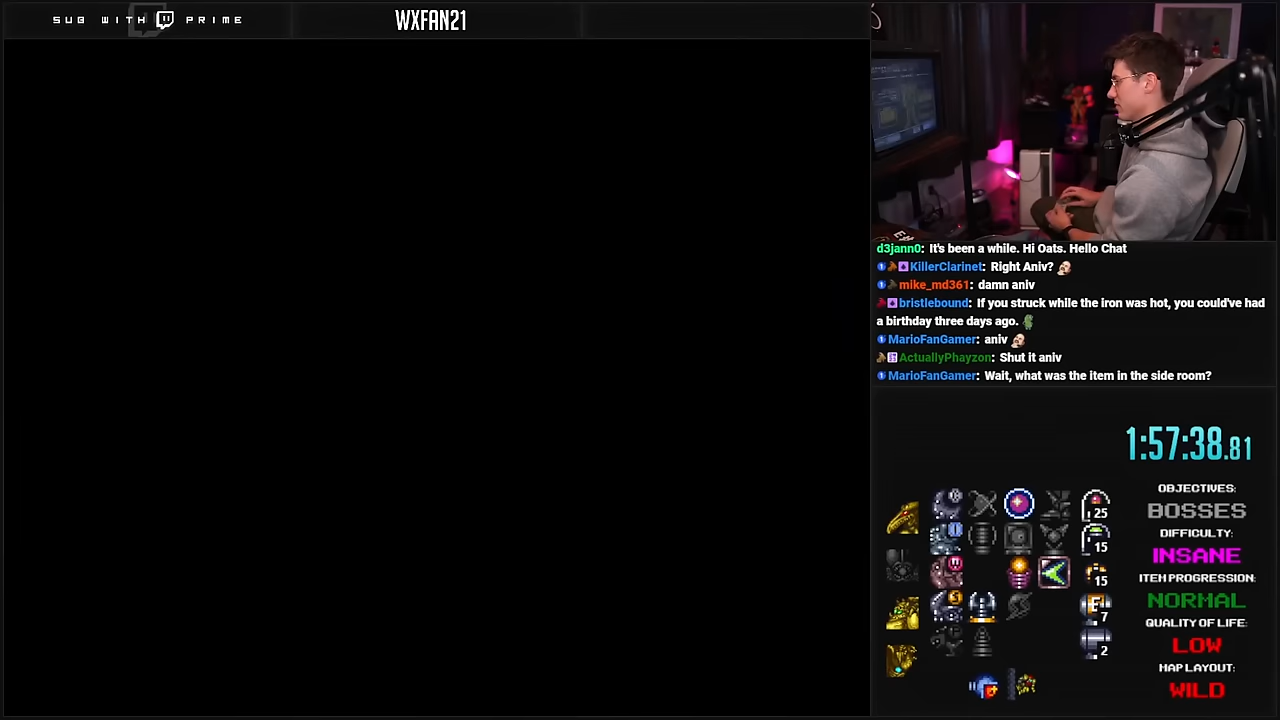 SUB WITH PRIME
WXFAN21
d3jann0: It's been a while. Hi Oats. Hello Chat
KillerClarinet: Right Aniv?
mike_md361: damn aniv
bristlebound: If you struck while the iron was hot, you could've had
a birthday three days ago.
MarioFanGamer: aniv
ActuallyPhayzon: Shut it aniv
MarioFanGamer: Wait, what was the item in the side room?
1:57:38.81
OBJECTIVES:
BOSSES
DIFFICULTY:
INSANE
ITEM PROGRESSION:
NORMAL
QUALITY OF LIFE:
LOW
MAP LAYOUT:
WILD
25
15
15
7
2